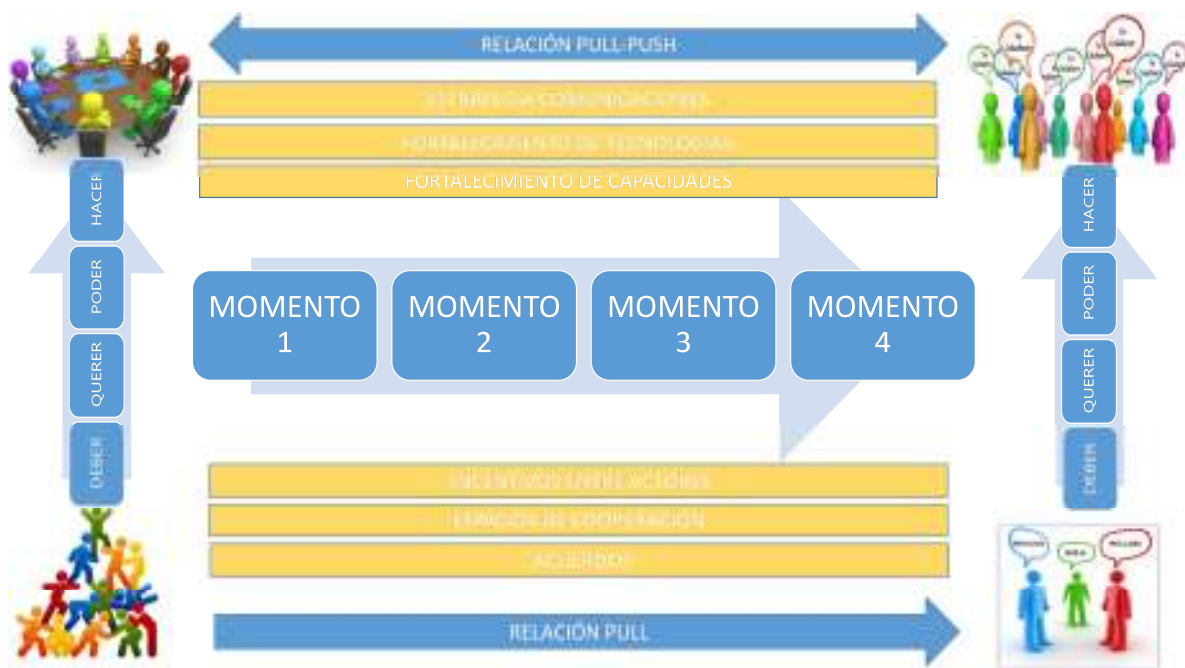 RELACIÓN PULL-PUSH
ESTRATEGIA COMUNICACIONES
FORTALECIMIENTO DE TECNOLOGIAS
FORTALECIMIENTO DE CAPACIDADES
HACER
PODER
QUERER
DEBER
MOMENTO
1
MOMENTO
2
MOMENTO
3
MOMENTO
4
HACER
PODER
QUERER
DEBER
INCENTIVOS ENTRE ACTORES
ESPACIOS DE COOPERACIÓN
ACUERDOS
RELACIÓN PULL